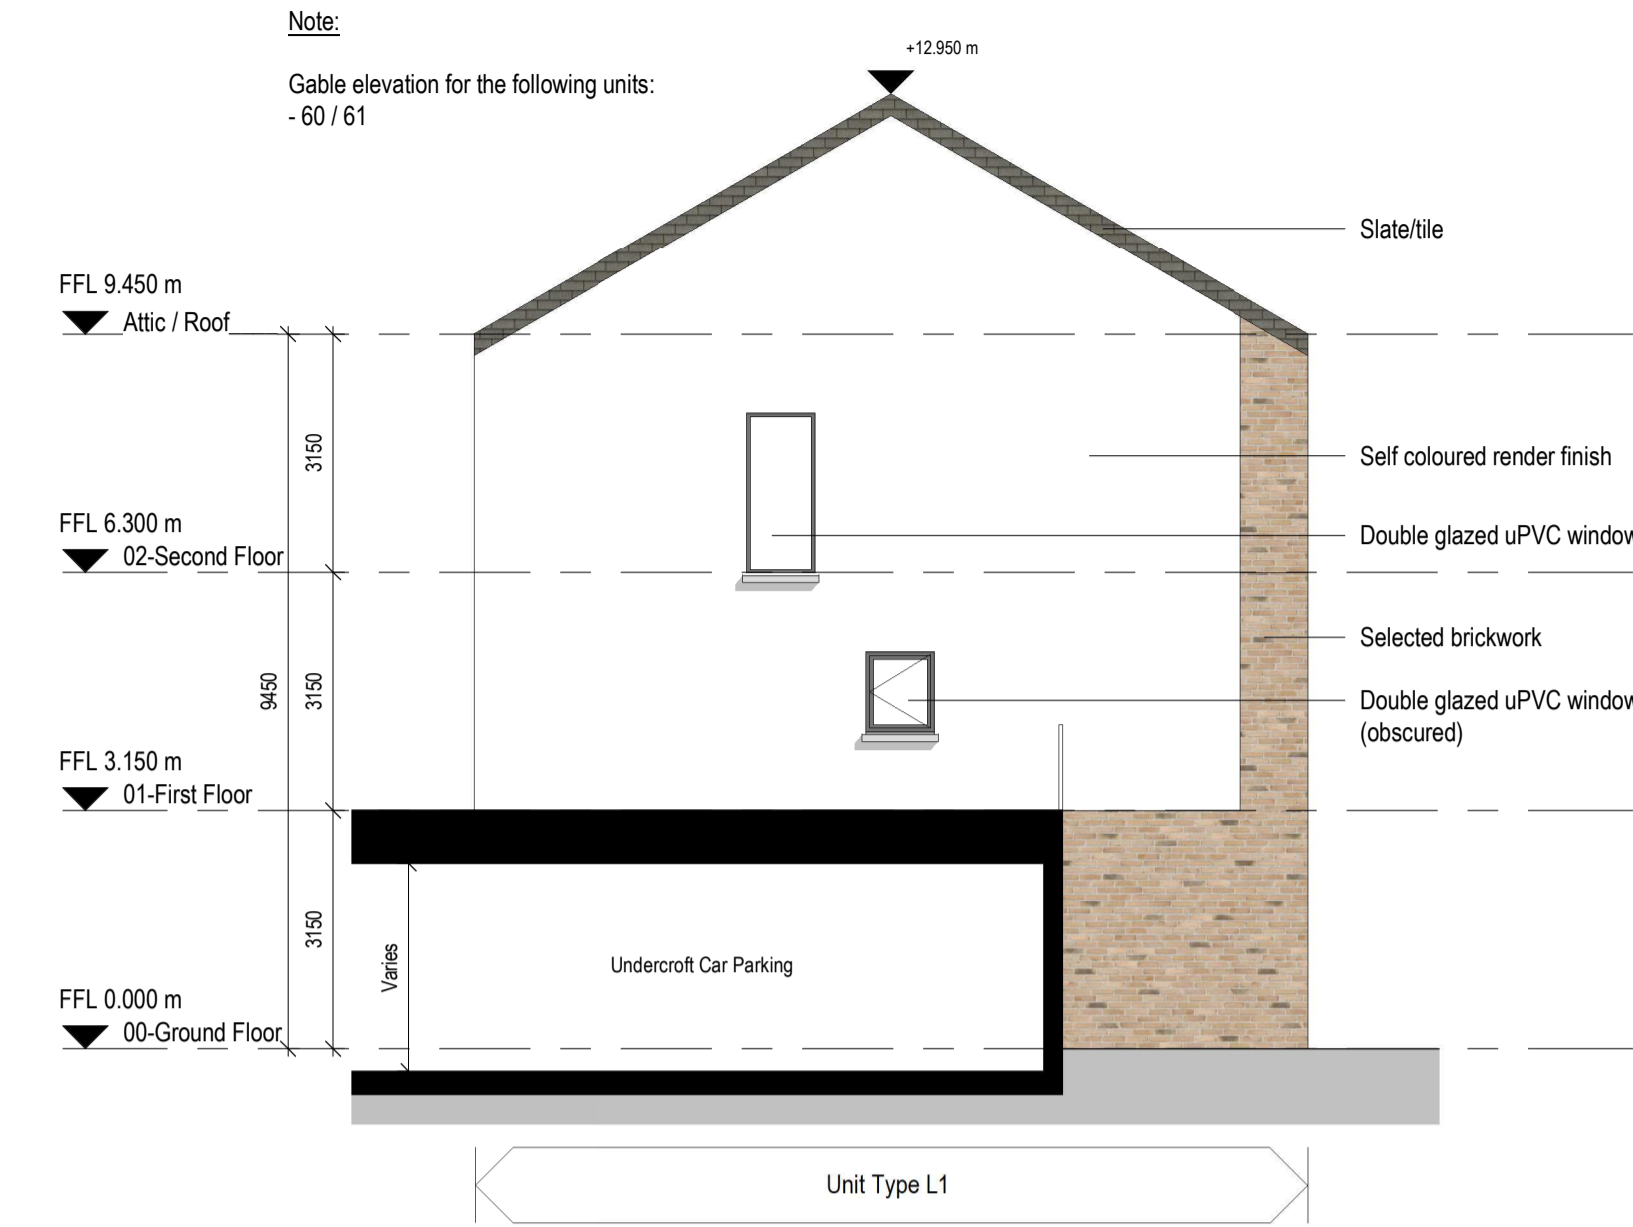 Note:
Gable elevation for the following units:
- 60 / 61
+12.950 m
Slate/tile
FFL 9.450 m
Attic / Roof
3150
Self coloured render finish
FFL 6.300 m
02-Second Floor
Double glazed uPVC window
Selected brickwork
9450
3150
Double glazed uPVC window
(obscured)
FFL 3.150 m
01-First Floor
3150
Varies
Undercroft Car Parking
FFL 0.000 m
00-Ground Floor
Unit Type L1